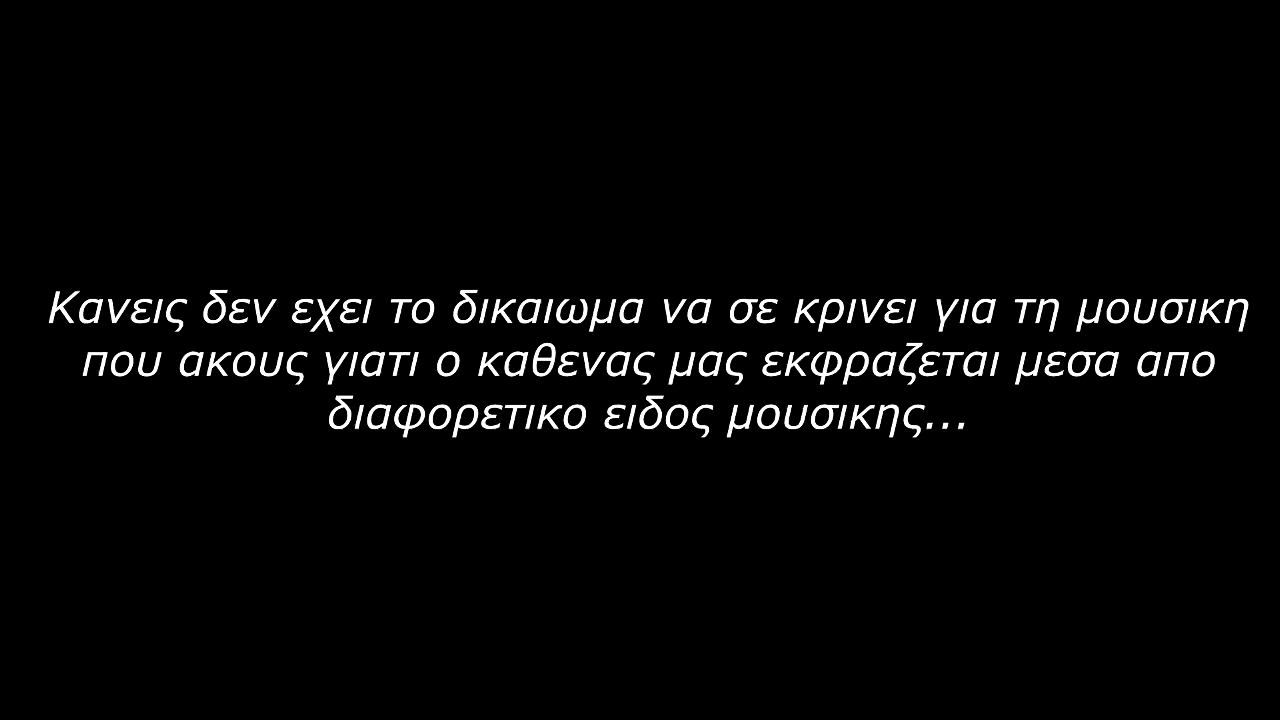 Κανεις δεν εχει το δικαιωμα να σε κρινει για τη μουσικη
που ακους γιατι ο καθενας μας εκφραζεται μεσα απο
διαφορετικο ειδος μουσικης...